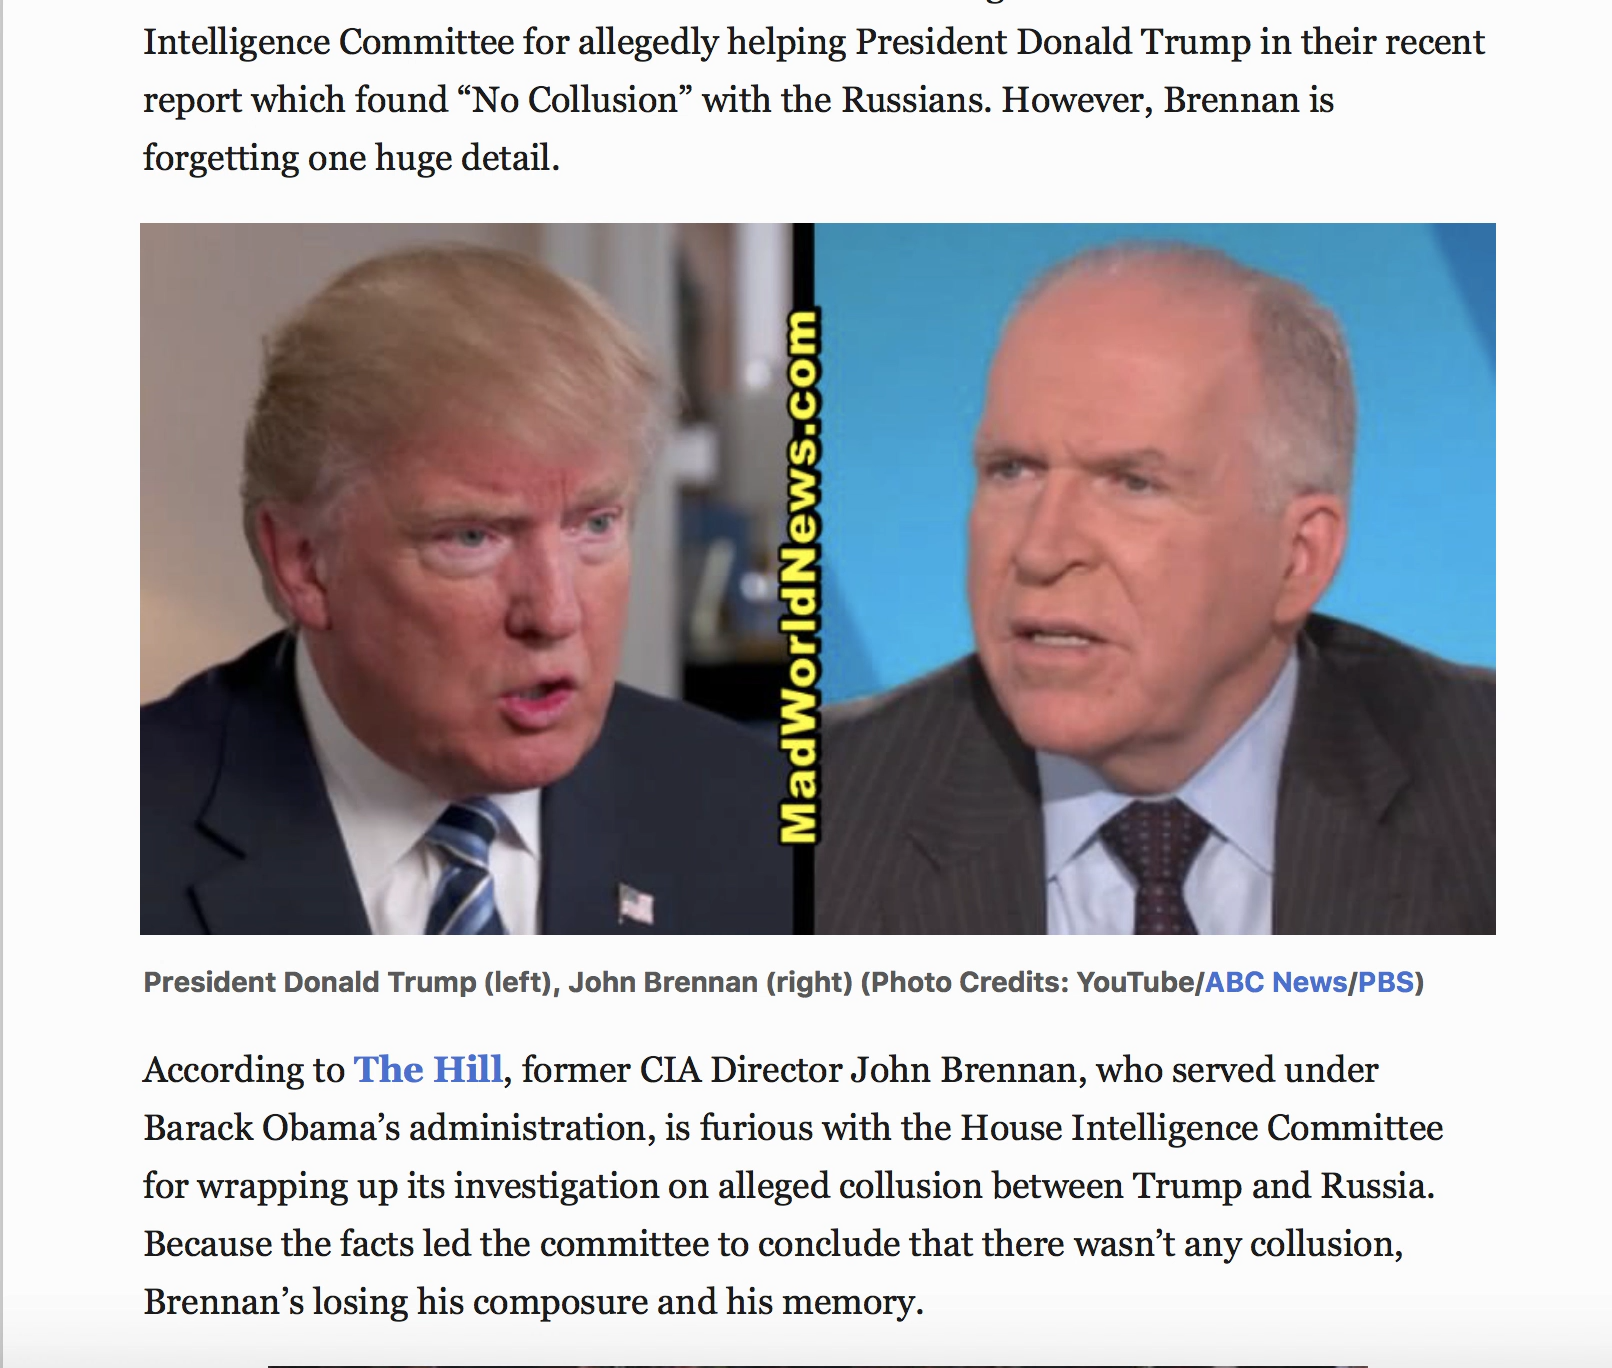 Intelligence Committee for allegedly helping President Donald Trump in their recent
report which found “No Collusion” with the Russians. However, Brennan is
forgetting one huge detail.
MadWorldNews.com
President Donald Trump (left), John Brennan (right) (Photo Credits: YouTube/ABC News/PBS)
According to The Hill, former CIA Director John Brennan, who served under
Barack Obama’s administration, is furious with the House Intelligence Committee
for wrapping up its investigation on alleged collusion between Trump and Russia.
Because the facts led the committee to conclude that there wasn’t any collusion,
Brennan’s losing his composure and his memory.